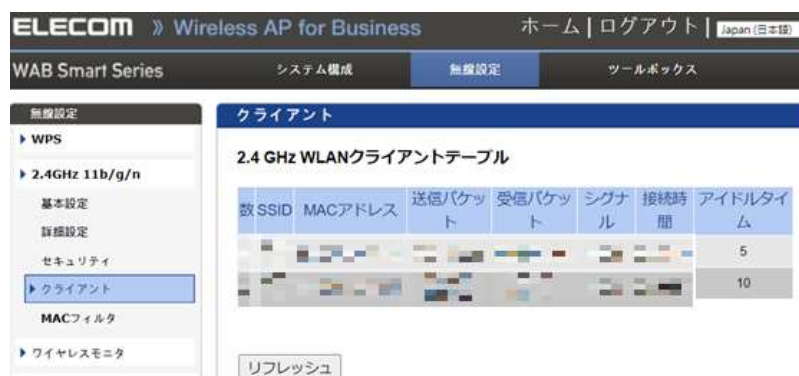 ELECOM » Wireless AP for Business ホーム | ログアウト | Japan (日本語)
WAB Smart Series システム構成 無線設定 ツールボックス
無線設定
WPS
2.4GHz 11b/g/n
基本設定
詳細設定
セキュリティ
クライアント
MACフィルタ
ワイヤレスモニタ
クライアント
2.4 GHz WLANクライアントテーブル
数 SSID MACアドレス 送信パケット 受信パケット シグナル 接続時間 アイドルタイム
5
10
リフレッシュ